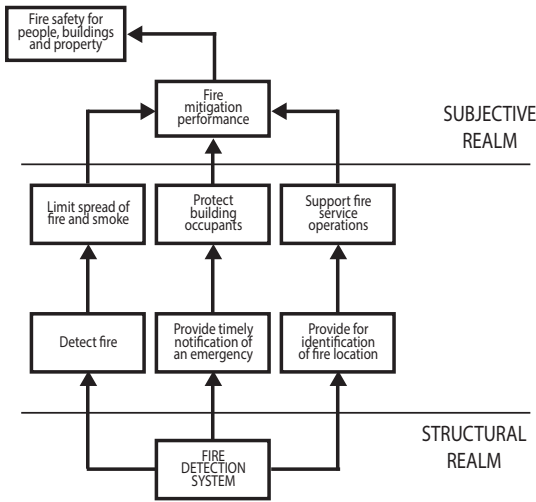 Fire safety for
people, buildings
and property
Fire
mitigation
performance
SUBJECTIVE
REALM
Limit spread of
fire and smoke
Protect
building
occupants
Support fire
service
operations
Detect fire
Provide timely
notification of
an emergency
Provide for
identification
of fire location
STRUCTURAL
REALM
FIRE
DETECTION
SYSTEM